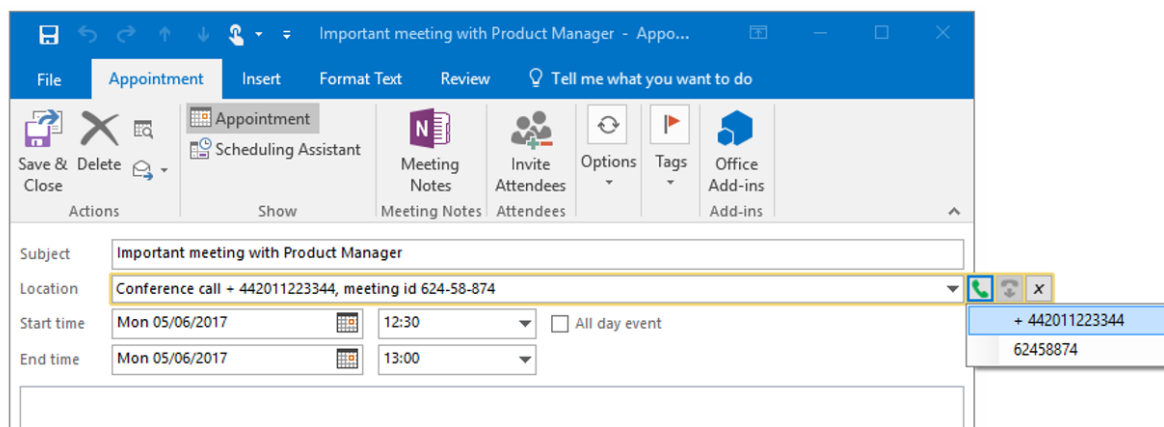 Important meeting with Product Manager - Appo...
File Appointment Insert Format Text Review Tell me what you want to do
Save & Close
Delete
Appointment
Scheduling Assistant
Meeting Notes
Invite Attendees
Options
Tags
Office Add-ins
Actions Show Meeting Notes Attendees Add-ins
Subject Important meeting with Product Manager
Location Conference call + 442011223344, meeting id 624-58-874 x
+ 442011223344
Start time Mon 05/06/2017 12:30 All day event
62458874
End time Mon 05/06/2017 13:00